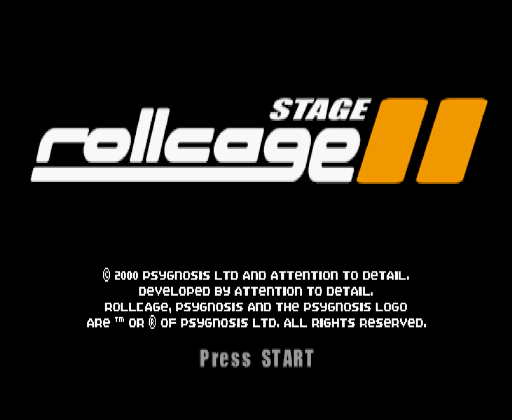 STAGE
rollcage II
© 2000 PSYGNOSIS LTD AND ATTENTION TO DETAIL.
DEVELOPED BY ATTENTION TO DETAIL.
ROLLCAGE, PSYGNOSIS AND THE PSYGNOSIS LOGO
ARE ™ OR ® OF PSYGNOSIS LTD. ALL RIGHTS RESERVED.
Press START